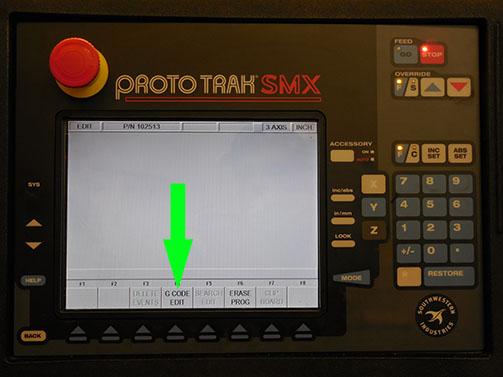 PROTO TRAK SMX
FEED
GO STOP
OVERRIDE
F S
EDIT P/N 102513 3 AXIS INCH
ACCESSORY
ON
AUTO
F C INC SET ABS SET
SYS
inc/abs X 7 8 9
in/mm Y 4 5 6
LOOK Z 1 2 3
+/- 0 •
HELP
MODE RESTORE
F1 F2 F3 F5 F6 F7 F8
DELETE EVENTS G CODE EDIT SEARCH EDIT ERASE PROG CLIP BOARD
BACK
SOUTHWESTERN INDUSTRIES